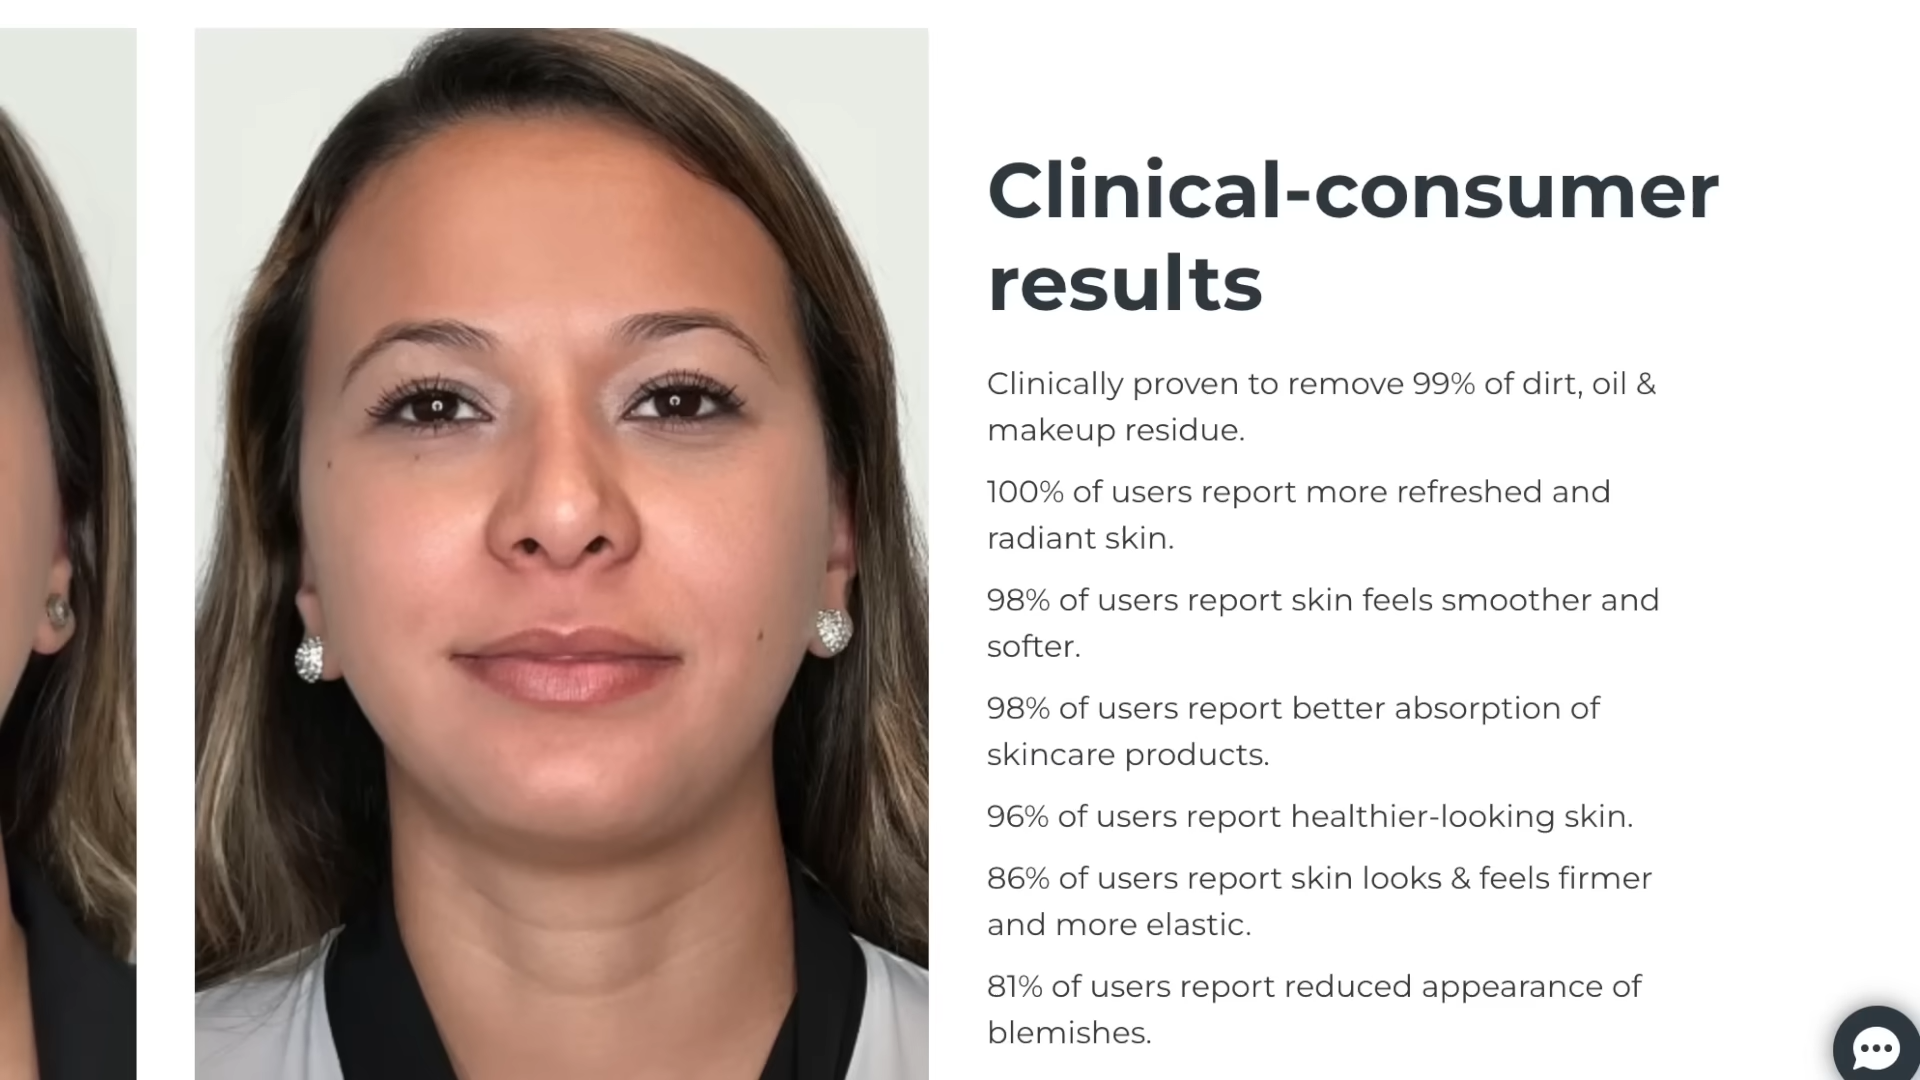 Clinical-consumer
results
Clinically proven to remove 99% of dirt, oil &
makeup residue.
100% of users report more refreshed and
radiant skin.
98% of users report skin feels smoother and
softer.
98% of users report better absorption of
skincare products.
96% of users report healthier-looking skin.
86% of users report skin looks & feels firmer
and more elastic.
81% of users report reduced appearance of
blemishes.